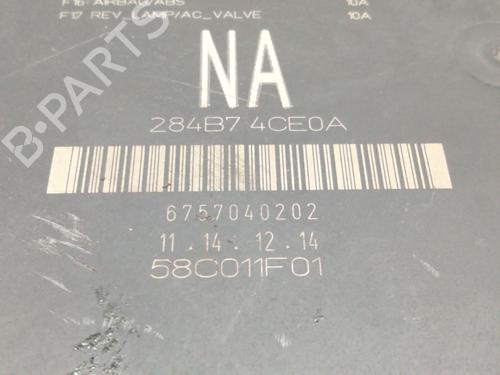 F16 AIRBAG/ABS 10A
F17 REV_LAMP/AC_VALVE 10A
NA
284B7 4CE0A
6757040202
11.14.12.14
58C011F01
B-PARTS